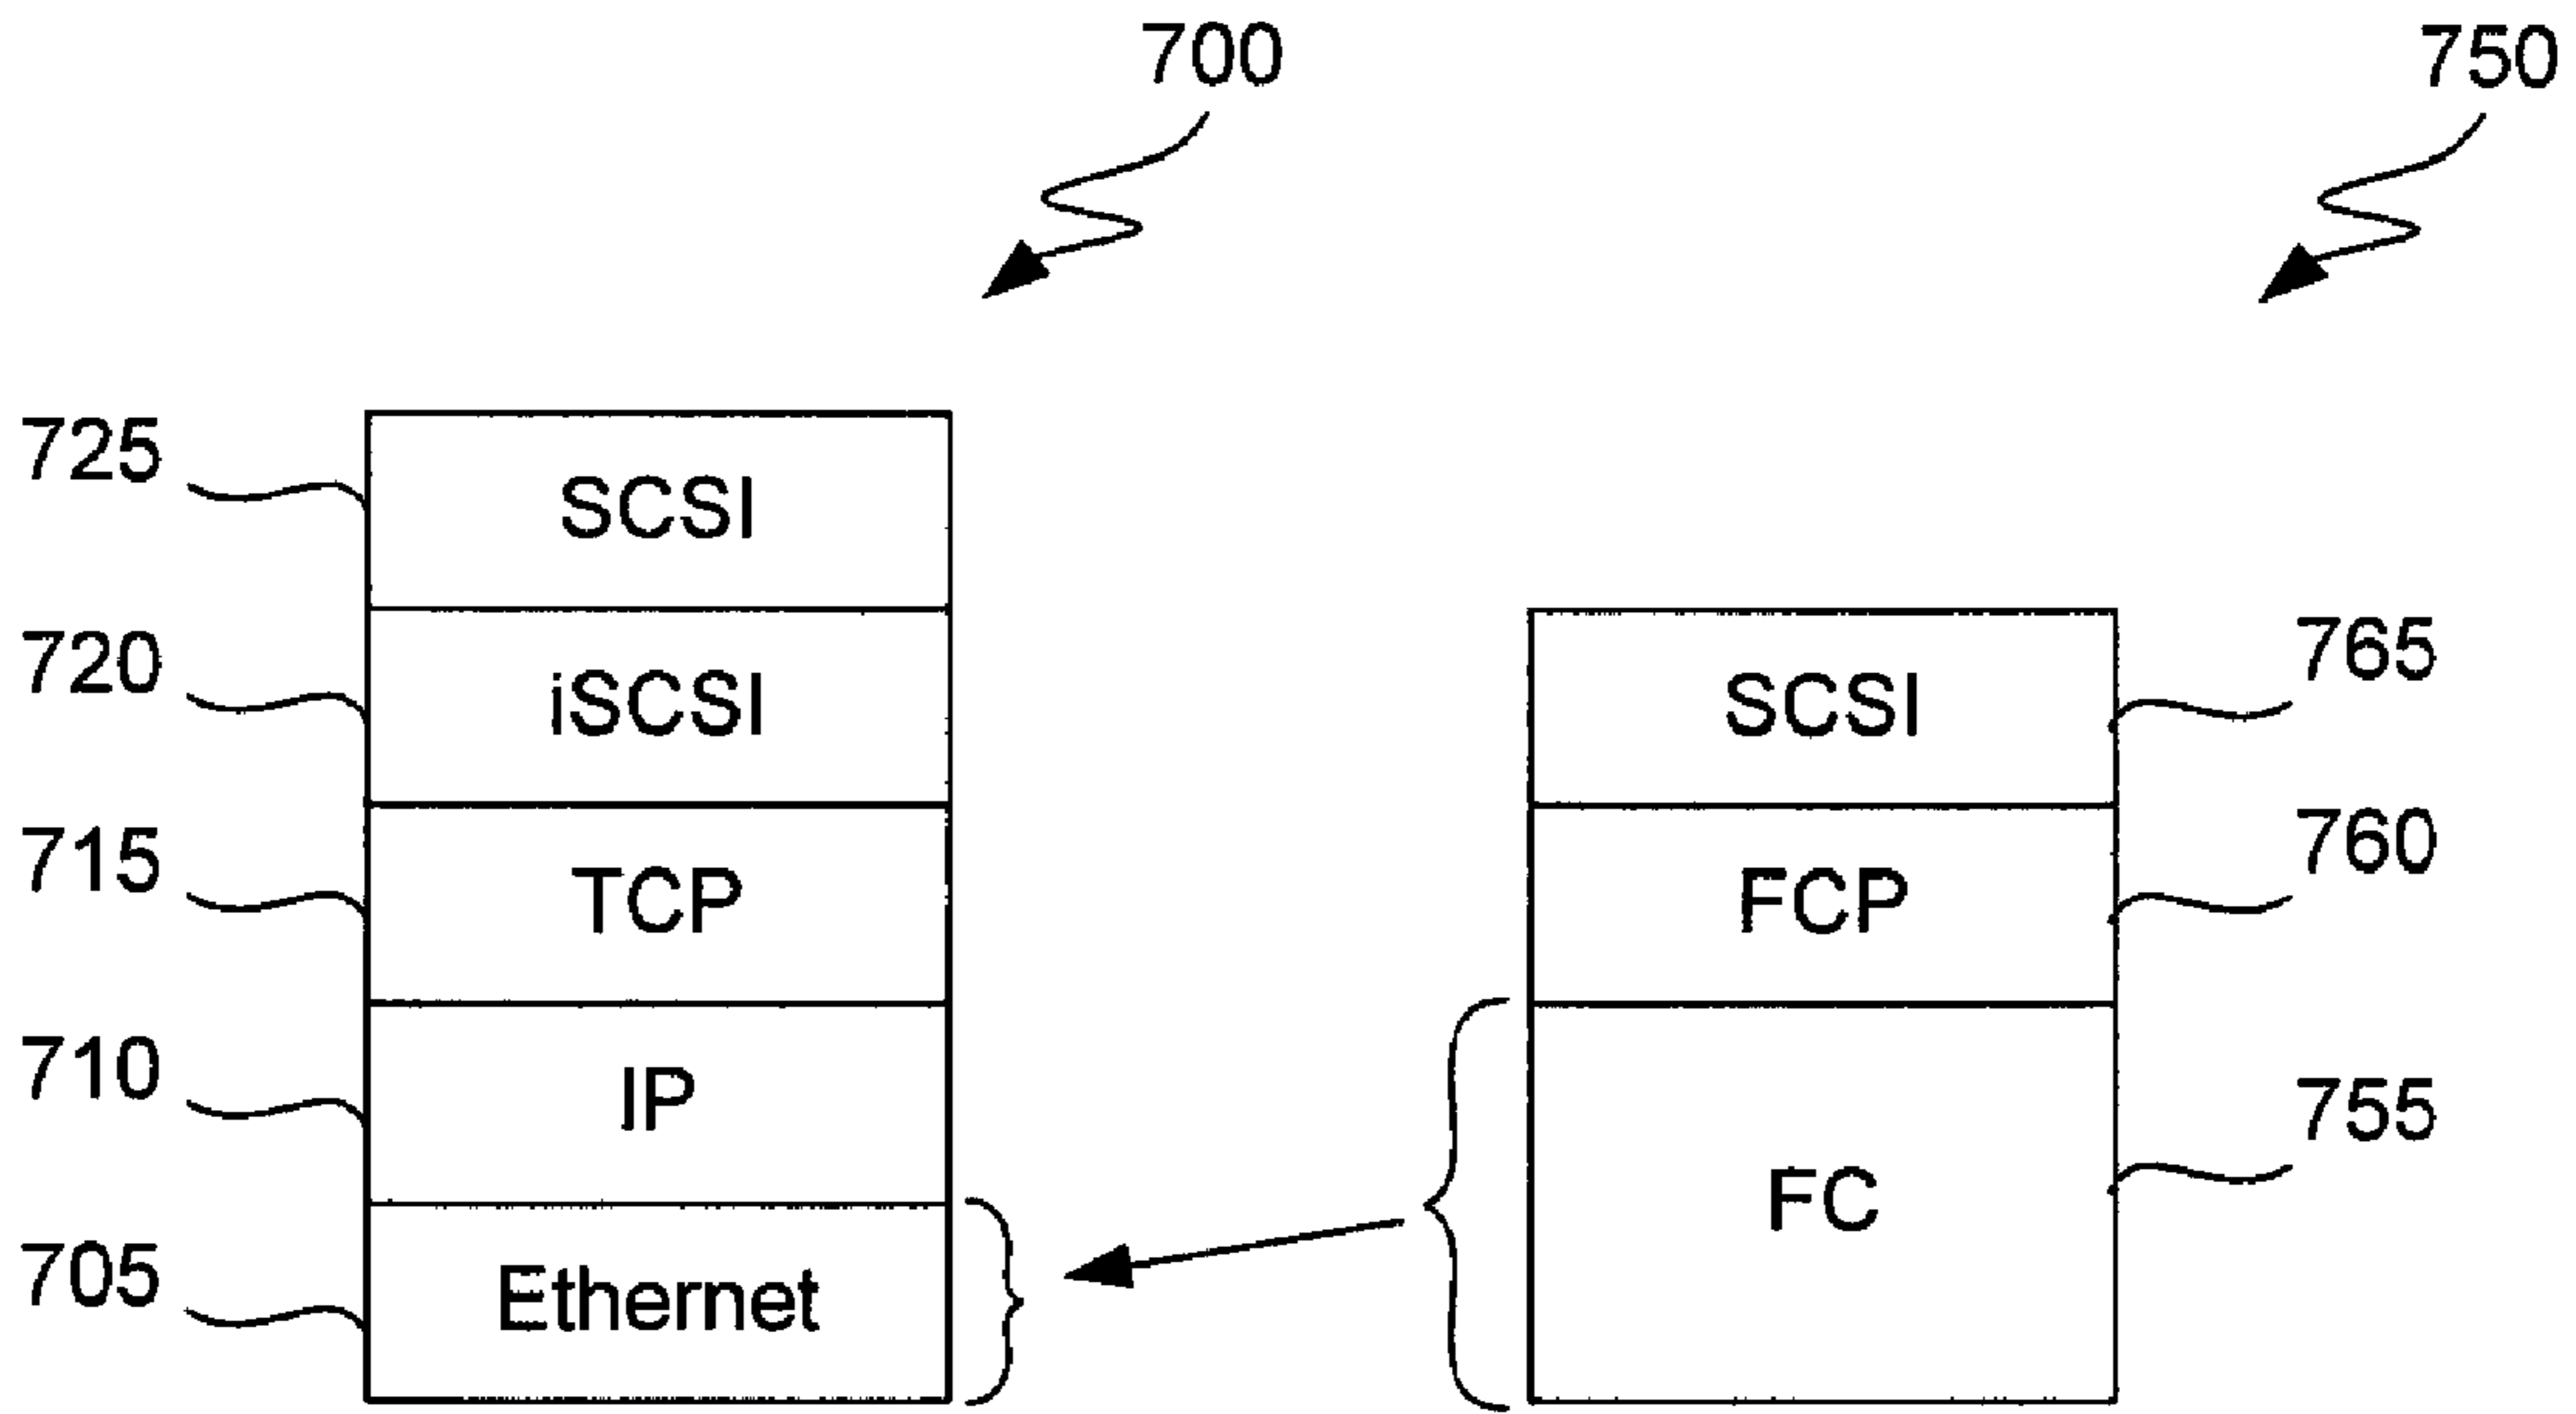 700
750
725
SCSI
720
iSCSI
765
SCSI
715
TCP
760
FCP
710
IP
755
FC
705
Ethernet